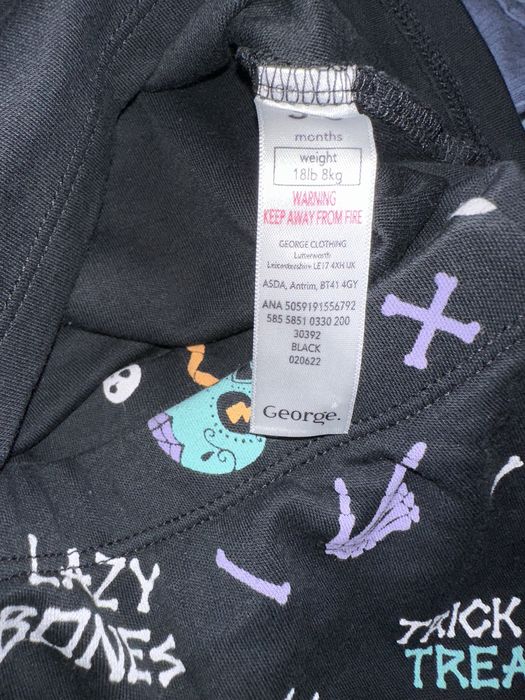 months
weight
18lb 8kg
WARNING
KEEP AWAY FROM FIRE
GEORGE CLOTHING
Lutterworth
Leicestershire LE17 4XH UK
ASDA, Antrim, BT41 4GY
ANA 5059191556792
585 5851 0330 200
30392
BLACK
020622
George.
LAZY
BONES
TRICK
TREA